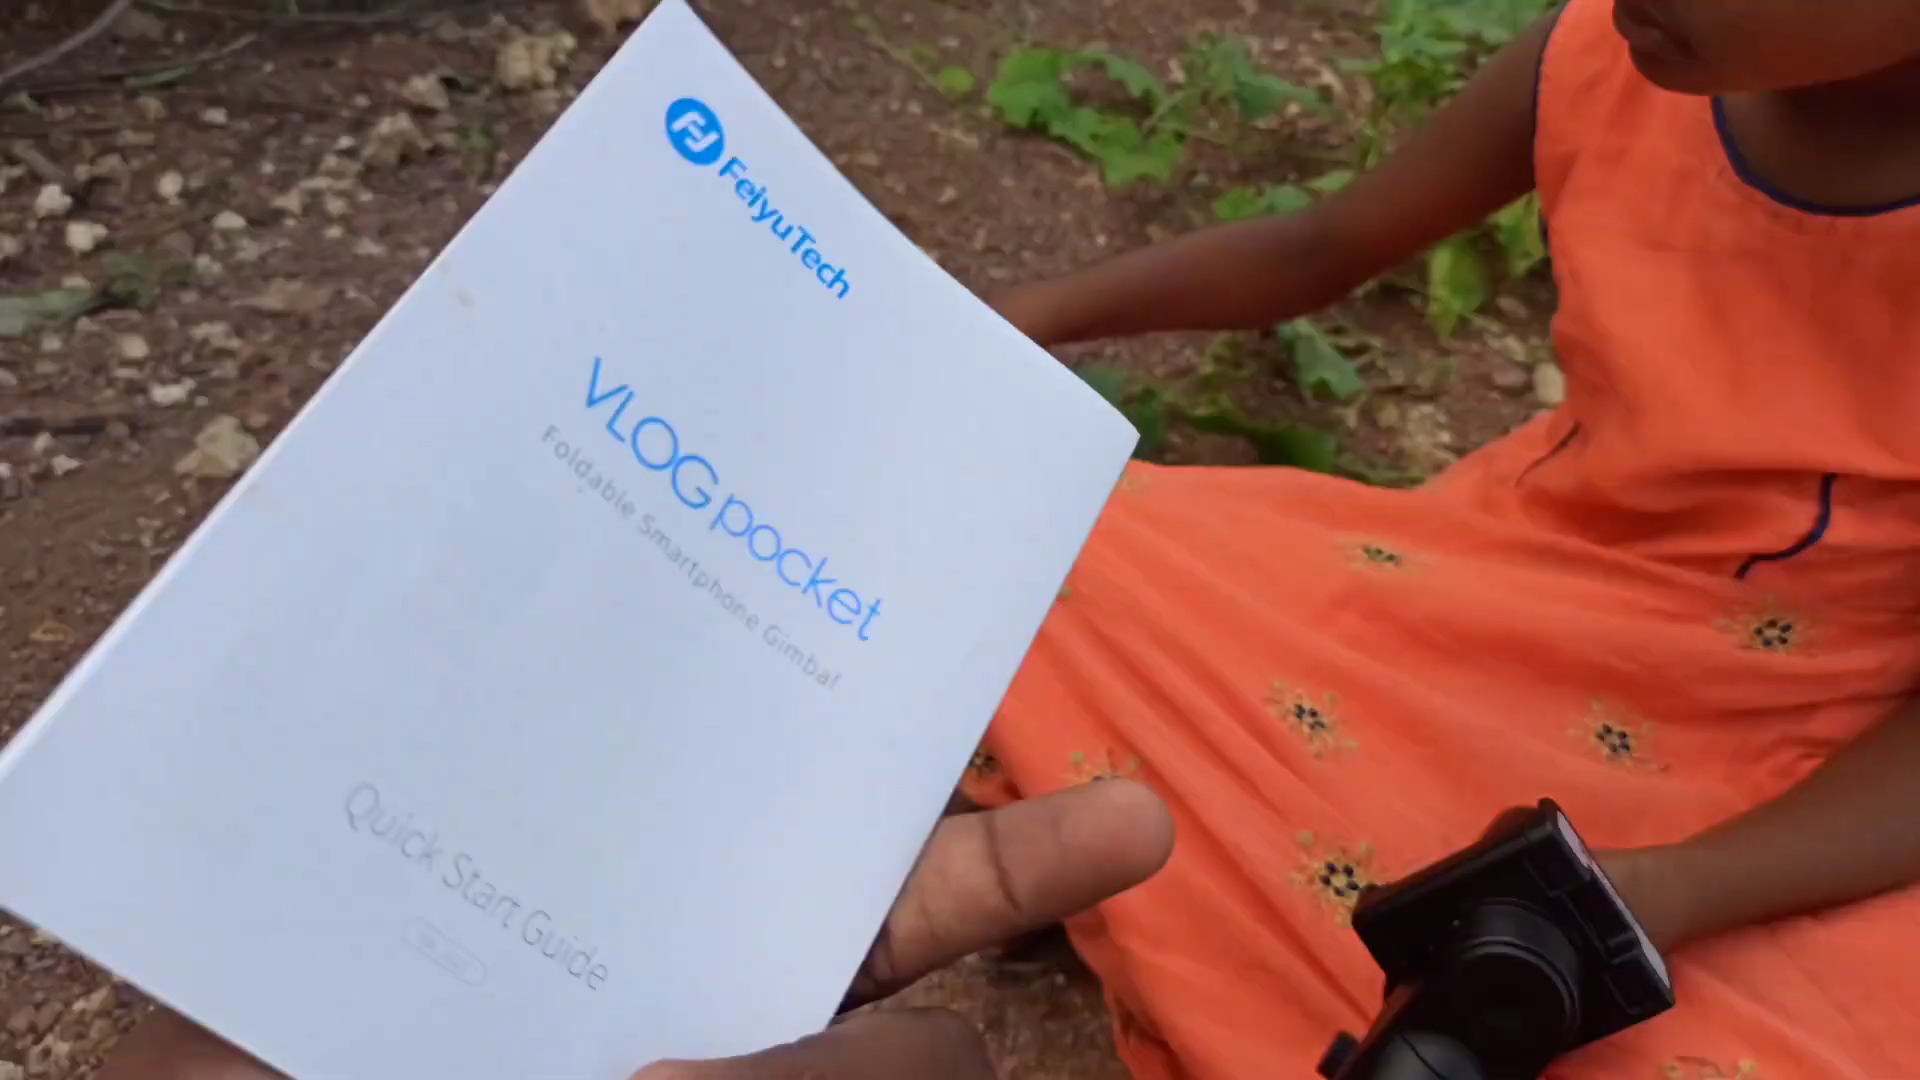 FeiyuTech
VLOG pocket
Foldable Smartphone Gimbal
Quick Start Guide